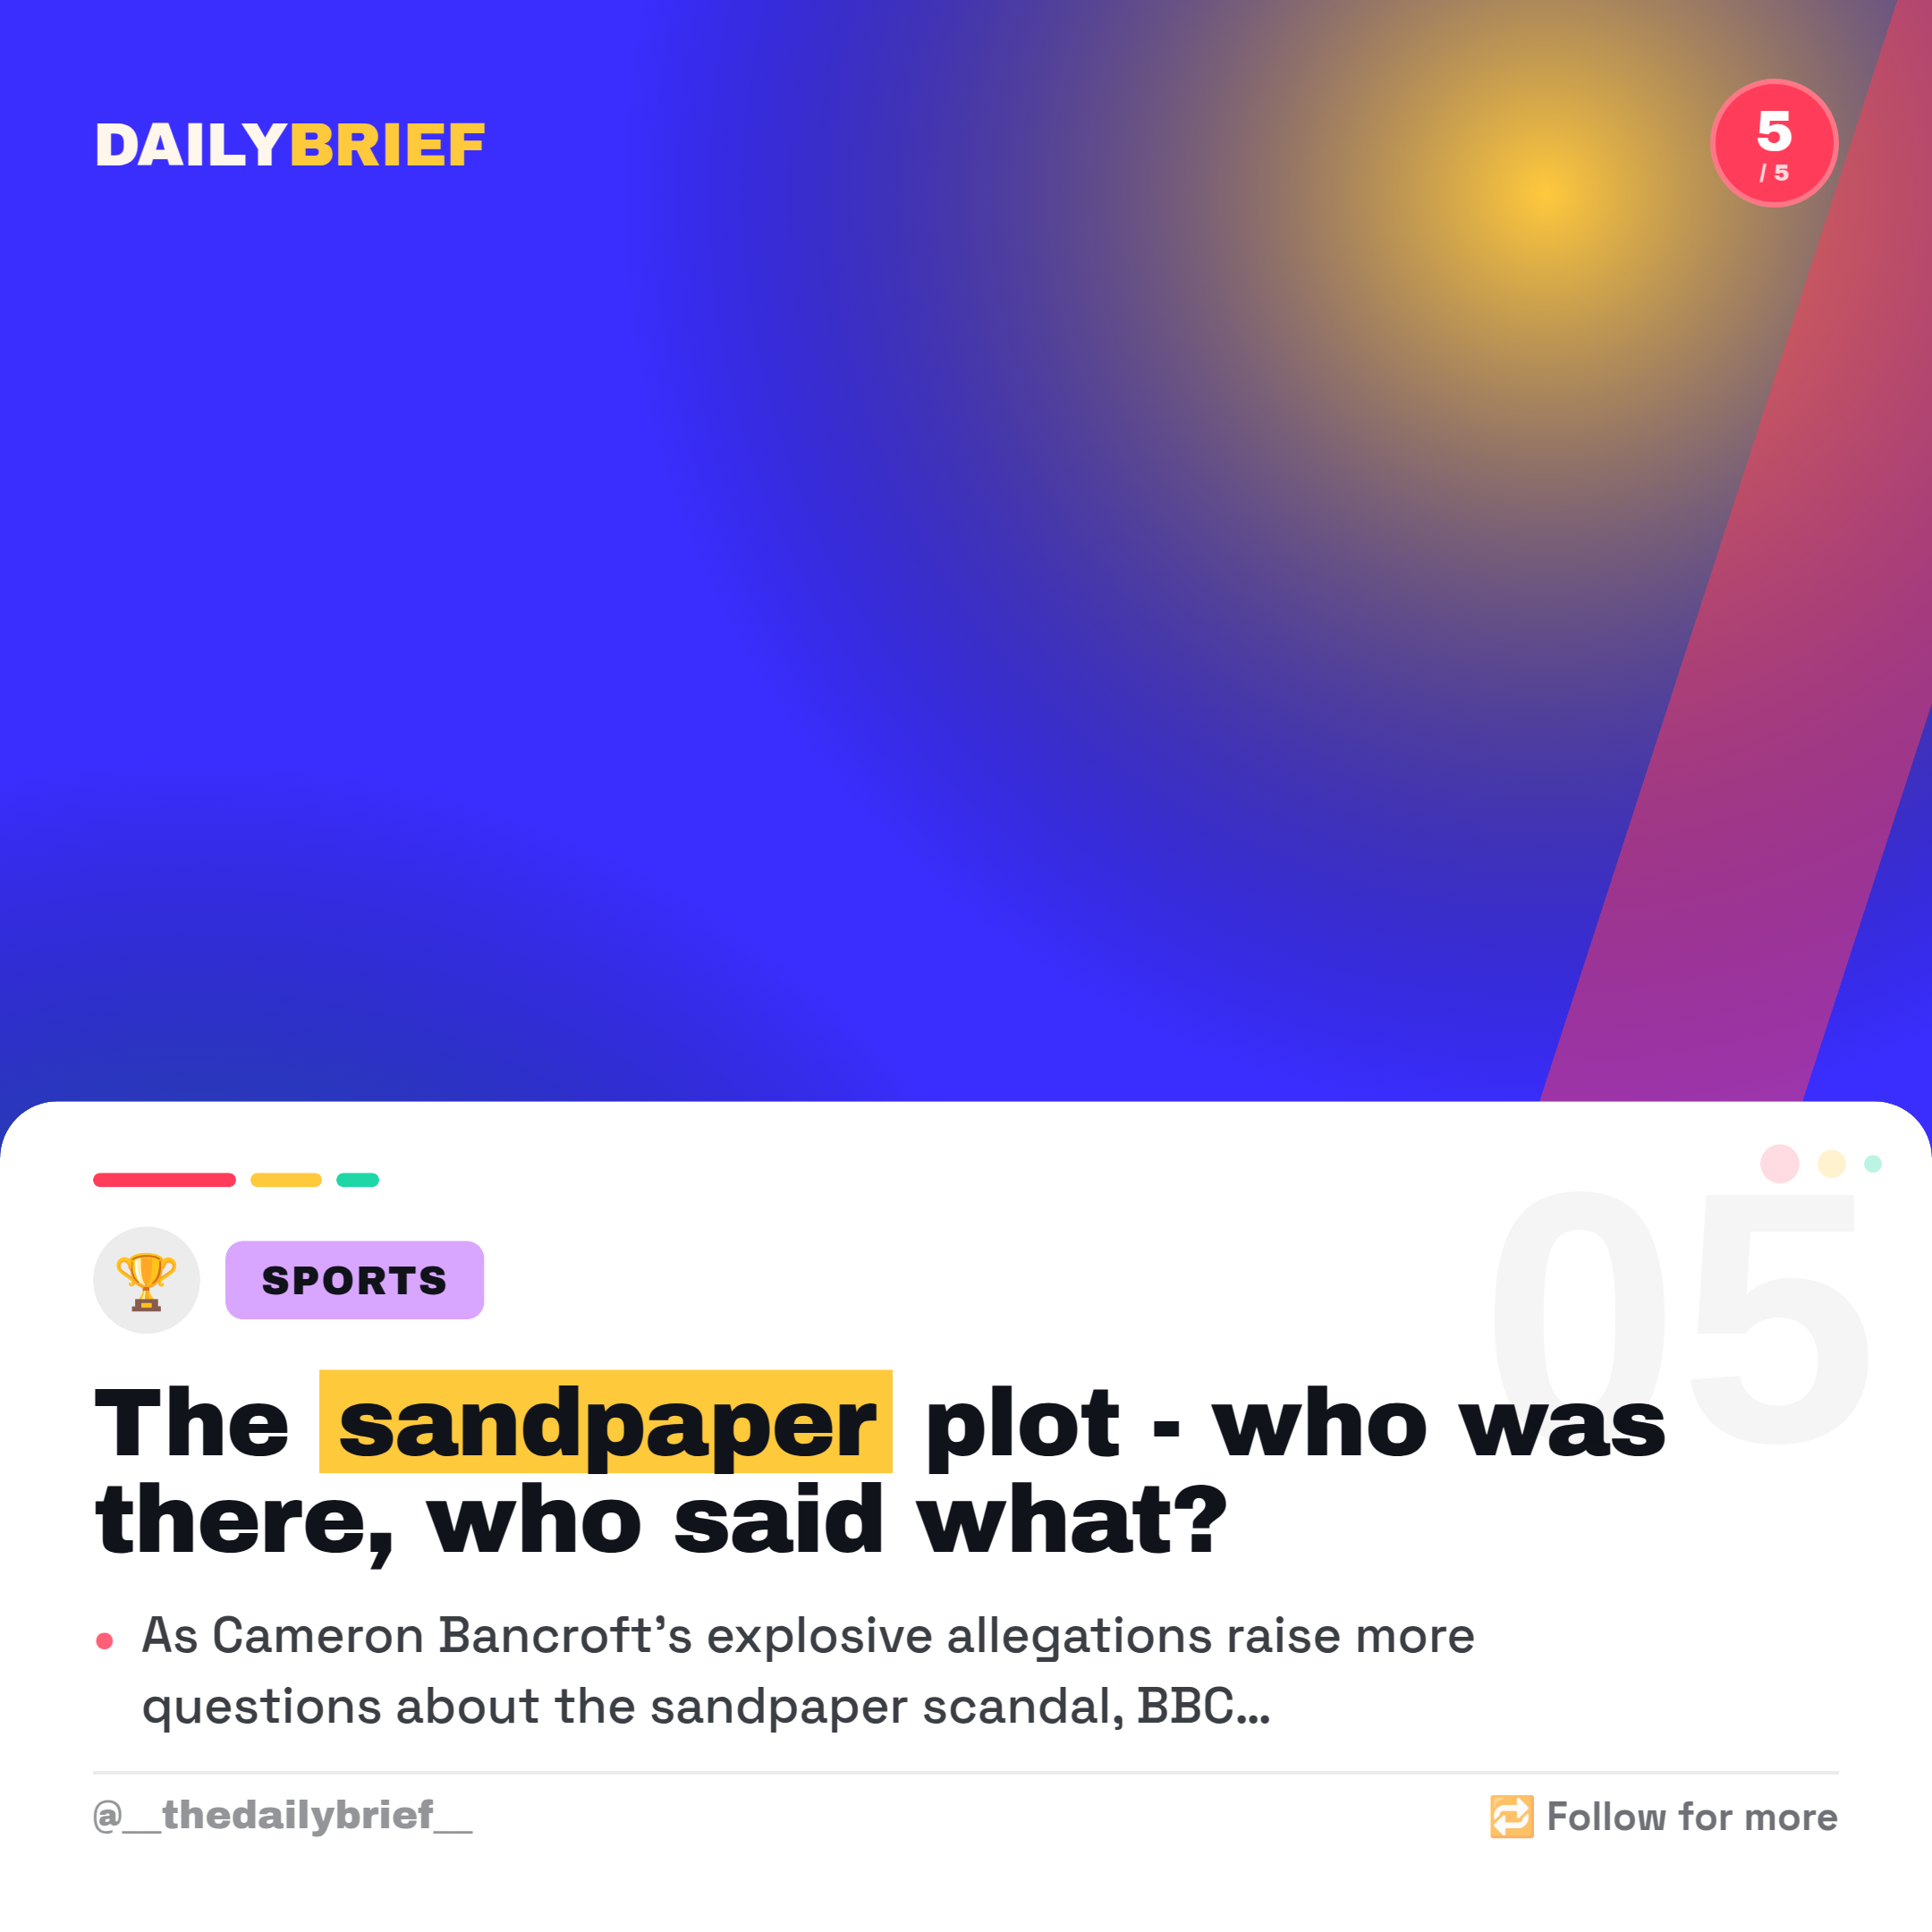 DAILYBRIEF
5
/ 5
05
SPORTS
The sandpaper plot - who was
there, who said what?
As Cameron Bancroft’s explosive allegations raise more
questions about the sandpaper scandal, BBC…
@__thedailybrief__
Follow for more